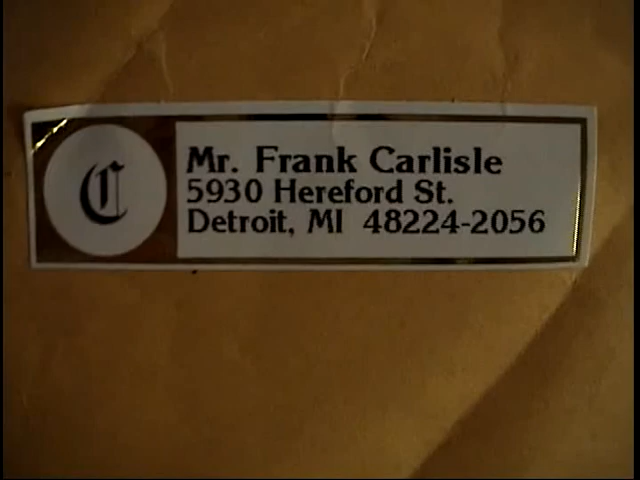 C
Mr. Frank Carlisle
5930 Hereford St.
Detroit, MI 48224-2056